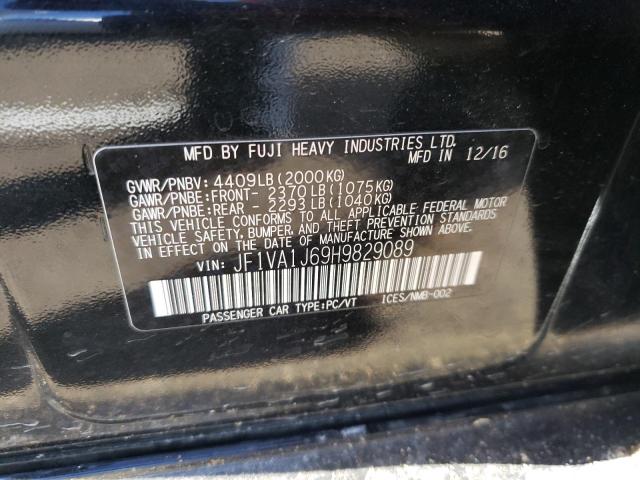 MFD BY FUJI HEAVY INDUSTRIES LTD.
MFD IN 12/16
GVWR/PNBV: 4409LB(2000KG)
GAWR/PNBE:FRONT- 2370LB(1075KG)
GAWR/PNBE:REAR - 2293LB(1040KG)
THIS VEHICLE CONFORMS TO ALL APPLICABLE FEDERAL MOTOR
VEHICLE SAFETY, BUMPER, AND THEFT PREVENTION STANDARDS
IN EFFECT ON THE DATE OF MANUFACTURE SHOWN ABOVE.
VIN: JF1VA1J69H9829089
PASSENGER CAR TYPE:PC/VT ICES/NMB-002